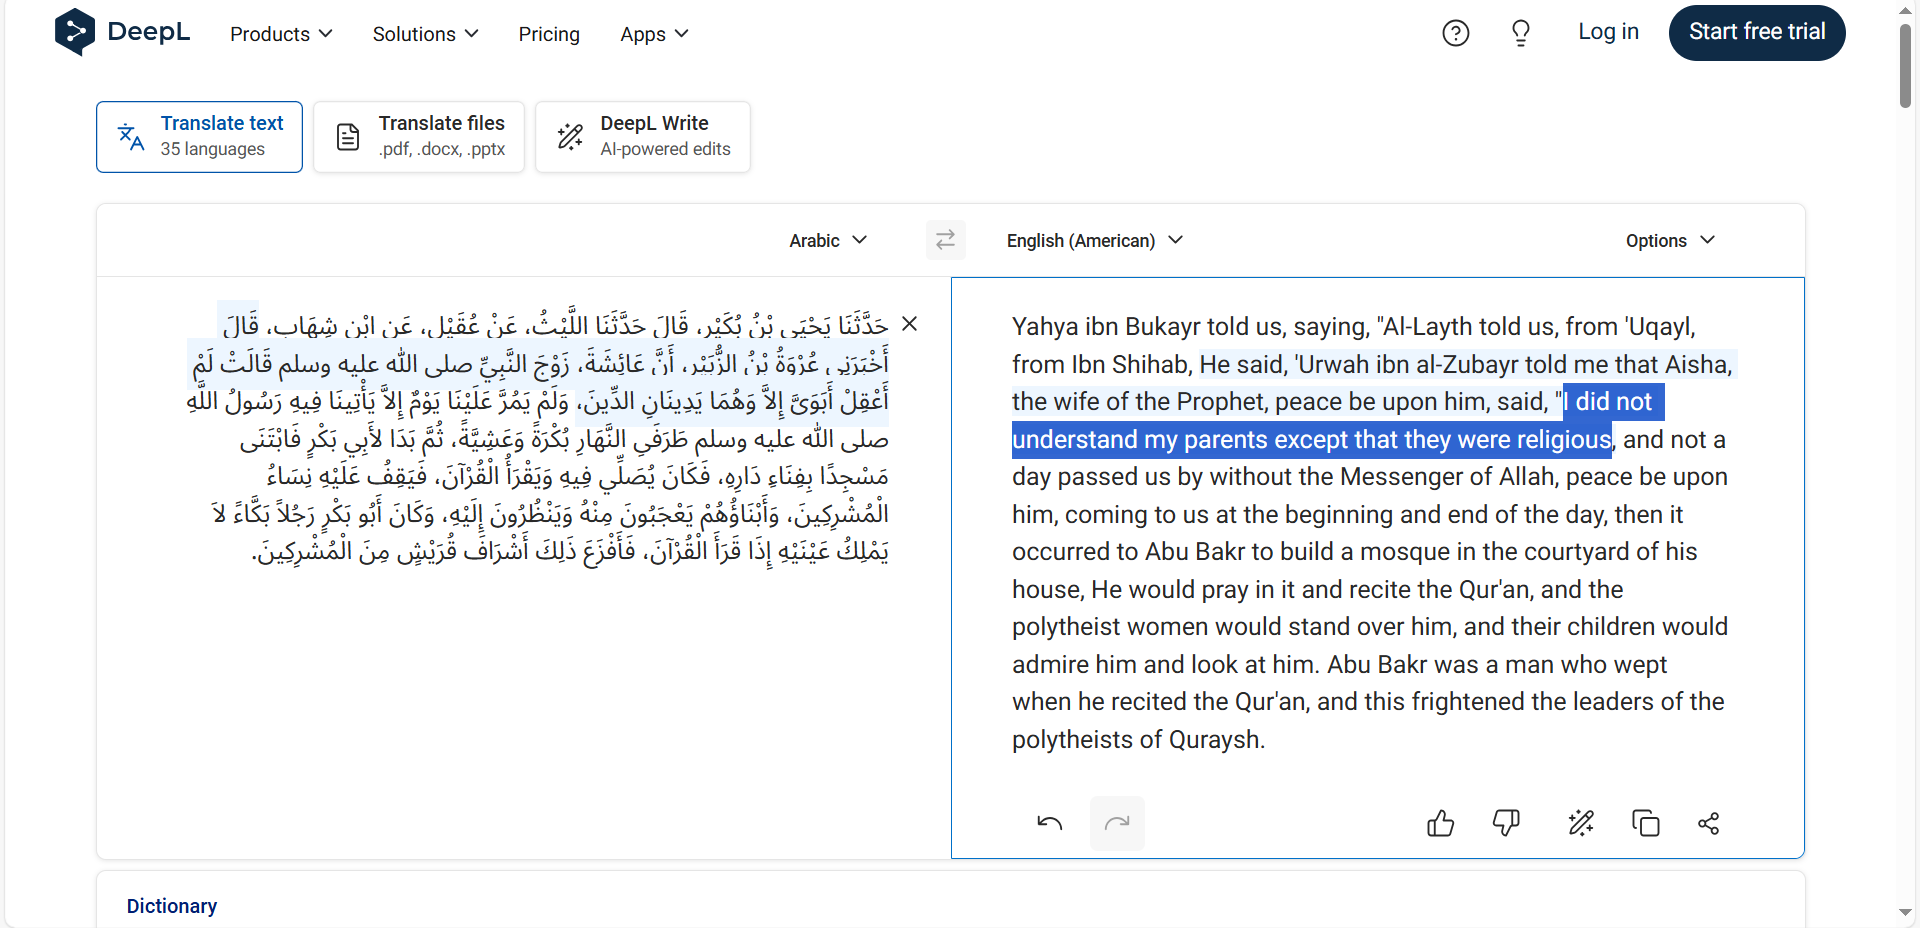 DeepL
Products
Solutions
Pricing
Apps
Log in
Start free trial
Translate text
35 languages
Translate files
.pdf, .docx, .pptx
DeepL Write
AI-powered edits
Arabic
English (American)
Options
حَدَّثَنَا يَحْيَى بْنُ بُكَيْرٍ، قَالَ حَدَّثَنَا اللَّيْثُ، عَنْ عُقَيْلٍ، عَنِ ابْنِ شِهَابٍ، قَالَ
أَخْبَرَنِي عُرْوَةُ بْنُ الزُّبَيْرِ، أَنَّ عَائِشَةَ، زَوْجَ النَّبِيِّ صلى الله عليه وسلم قَالَتْ لَمْ
أَعْقِلْ أَبَوَىَّ إِلاَّ وَهُمَا يَدِينَانِ الدِّينَ، وَلَمْ يَمُرَّ عَلَيْنَا يَوْمٌ إِلاَّ يَأْتِينَا فِيهِ رَسُولُ اللَّهِ
صلى الله عليه وسلم طَرَفَىِ النَّهَارِ بُكْرَةً وَعَشِيَّةً، ثُمَّ بَدَا لأَبِي بَكْرٍ فَابْتَنَى
مَسْجِدًا بِفِنَاءِ دَارِهِ، فَكَانَ يُصَلِّي فِيهِ وَيَقْرَأُ الْقُرْآنَ، فَيَقِفُ عَلَيْهِ نِسَاءُ
الْمُشْرِكِينَ، وَأَبْنَاؤُهُمْ يَعْجَبُونَ مِنْهُ وَيَنْظُرُونَ إِلَيْهِ، وَكَانَ أَبُو بَكْرٍ رَجُلاً بَكَّاءً لاَ
يَمْلِكُ عَيْنَيْهِ إِذَا قَرَأَ الْقُرْآنَ، فَأَفْزَعَ ذَلِكَ أَشْرَافَ قُرَيْشٍ مِنَ الْمُشْرِكِينَ.
Yahya ibn Bukayr told us, saying, "Al-Layth told us, from 'Uqayl,
from Ibn Shihab, He said, 'Urwah ibn al-Zubayr told me that Aisha,
the wife of the Prophet, peace be upon him, said, "I did not
understand my parents except that they were religious, and not a
day passed us by without the Messenger of Allah, peace be upon
him, coming to us at the beginning and end of the day, then it
occurred to Abu Bakr to build a mosque in the courtyard of his
house, He would pray in it and recite the Qur'an, and the
polytheist women would stand over him, and their children would
admire him and look at him. Abu Bakr was a man who wept
when he recited the Qur'an, and this frightened the leaders of the
polytheists of Quraysh.
Dictionary